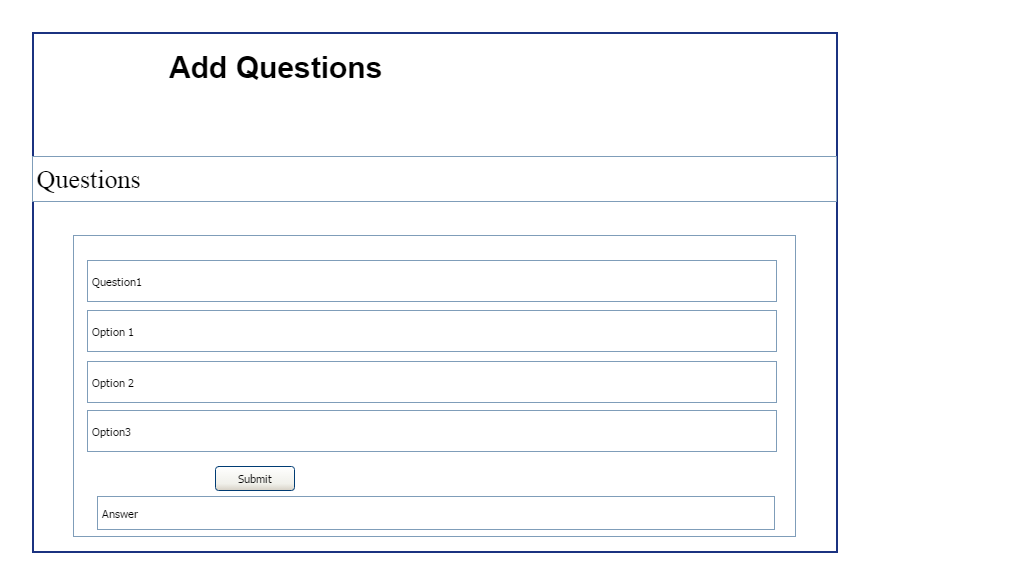 Add Questions
Questions
Question1
Option 1
Option 2
Option3
Submit
Answer